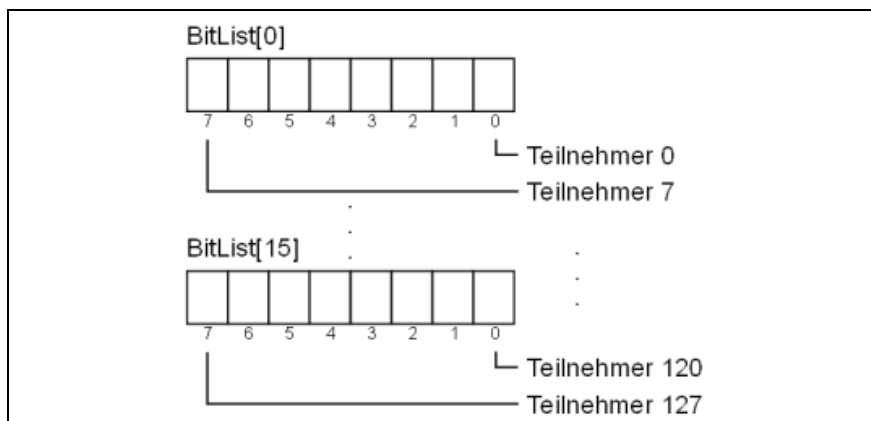 BitList[0]
7 6 5 4 3 2 1 0
Teilnehmer 0
Teilnehmer 7
BitList[15]
7 6 5 4 3 2 1 0
Teilnehmer 120
Teilnehmer 127